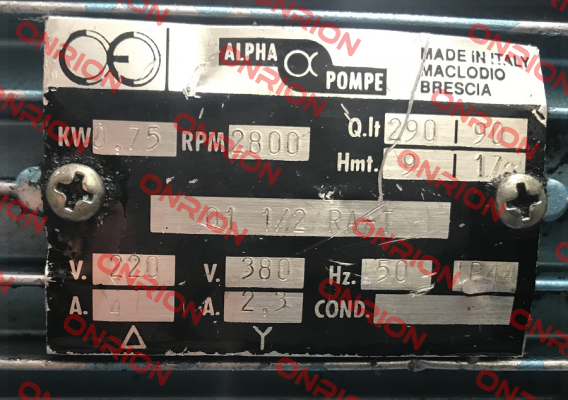 ALPHA α POMPE
MADE IN ITALY
MACLODIO
BRESCIA
KW 0,75 RPM 2800
Q.lt 290 90
Hmt. 9
1 1/2
V. 220 V. 380 Hz. 50
A. A. 2,3 COND.
Δ Y
ONRION